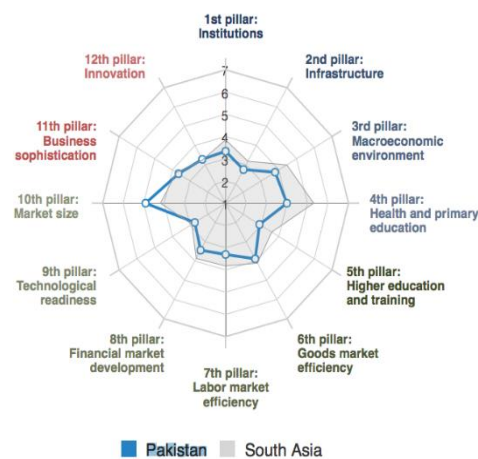 1st pillar:
Institutions
2nd pillar:
Infrastructure
3rd pillar:
Macroeconomic
environment
4th pillar:
Health and primary
education
5th pillar:
Higher education
and training
6th pillar:
Goods market
efficiency
7th pillar:
Labor market
efficiency
8th pillar:
Financial market
development
9th pillar:
Technological
readiness
10th pillar:
Market size
11th pillar:
Business
sophistication
12th pillar:
Innovation
7
6
5
4
3
2
1
Pakistan South Asia